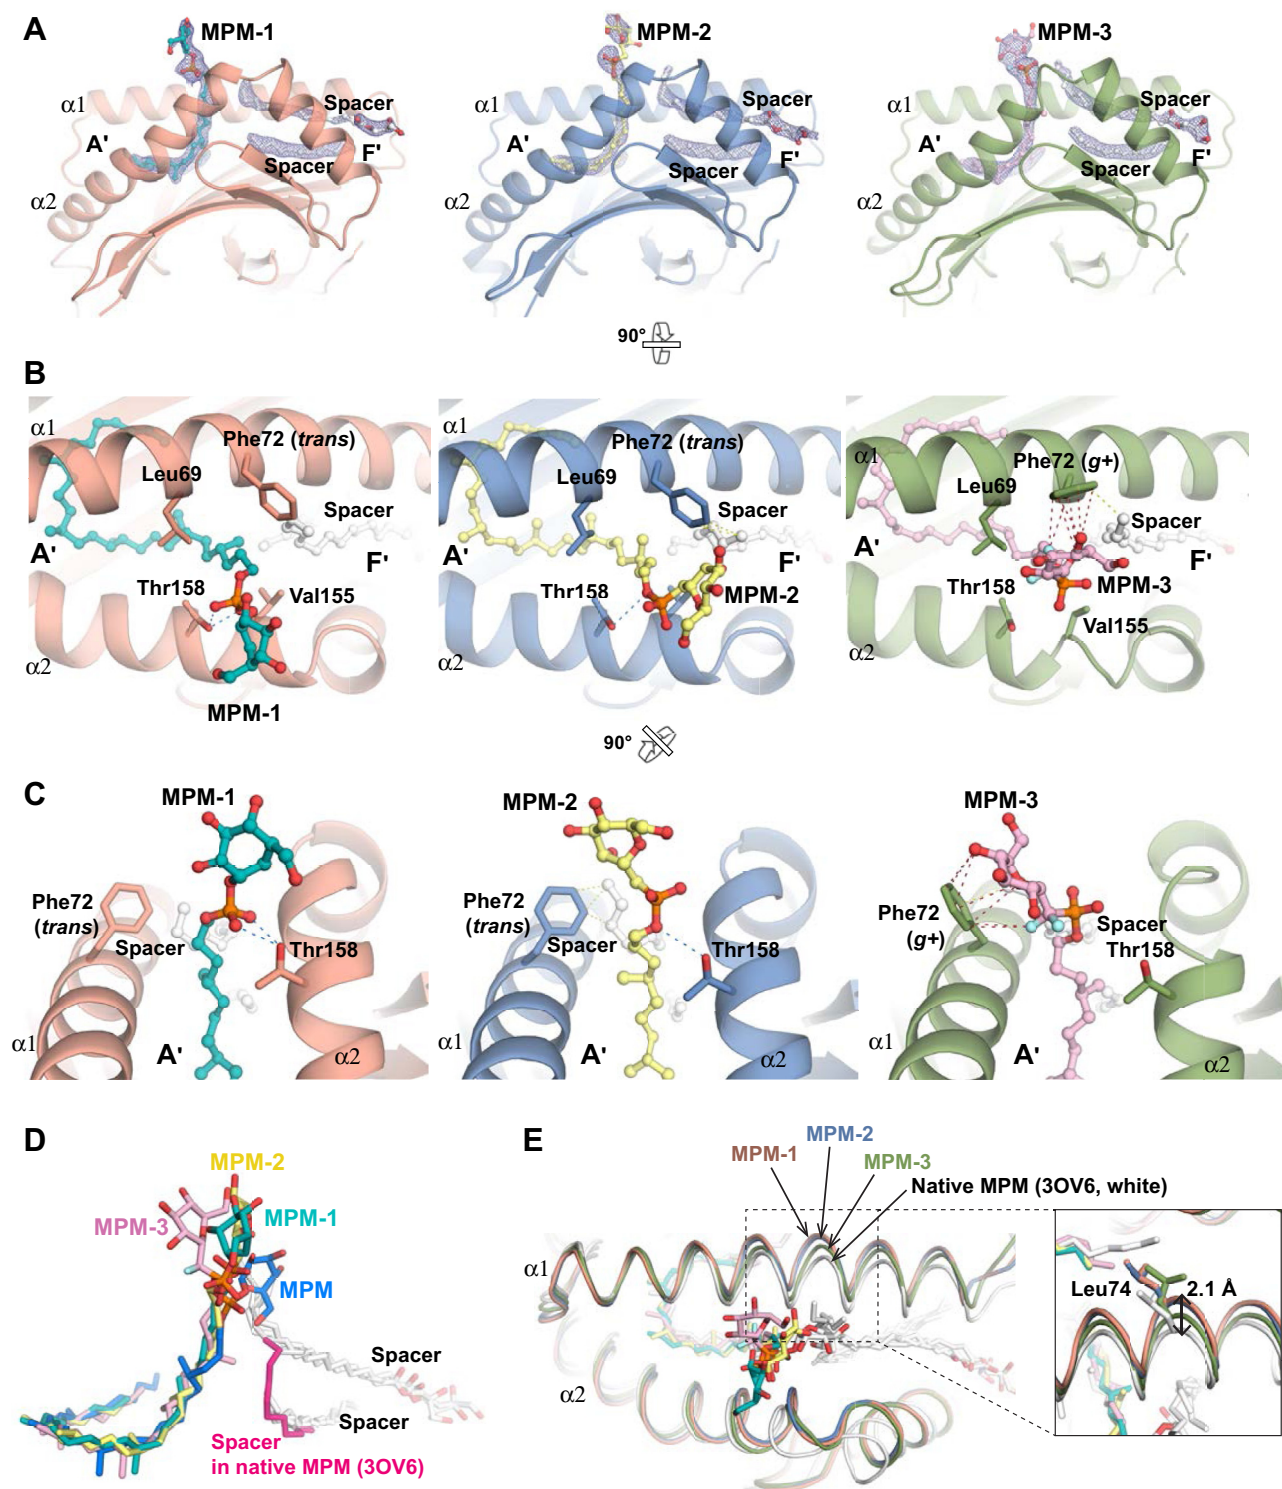 A
MPM-1
α1
A'
Spacer
Spacer
F'
α2
MPM-2
α1
A'
Spacer
Spacer
F'
α2
MPM-3
α1
A'
Spacer
Spacer
F'
α2
90°
B
α1
Phe72 (trans)
Leu69
Spacer
A'
F'
Thr158
Val155
α2
MPM-1
α1
Phe72 (trans)
Leu69
Spacer
A'
F'
Thr158
MPM-2
α2
α1
Phe72 (g+)
Leu69
Spacer
A'
F'
Thr158
MPM-3
Val155
α2
90°
C
MPM-1
Phe72
(trans)
Spacer
Thr158
α1
A'
α2
MPM-2
Phe72
(trans)
Spacer
Thr158
α1
A'
α2
MPM-3
Phe72
(g+)
Spacer
Thr158
α1
A'
α2
D
MPM-2
MPM-3
MPM-1
MPM
Spacer
Spacer
Spacer
in native MPM (3OV6)
E
MPM-2
MPM-1
MPM-3
Native MPM (3OV6, white)
α1
α2
Leu74
2.1 Å